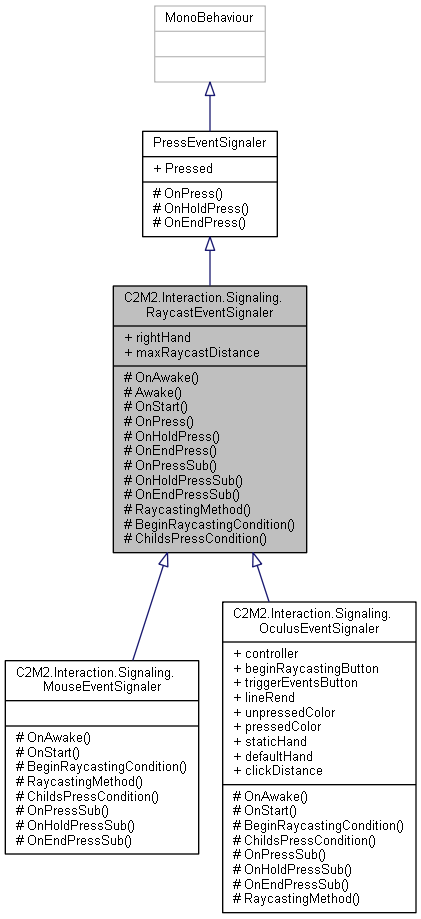 MonoBehaviour
PressEventSignaler
+ Pressed
# OnPress()
# OnHoldPress()
# OnEndPress()
C2M2.Interaction.Signaling.
RaycastEventSignaler
+ rightHand
+ maxRaycastDistance
# OnAwake()
# Awake()
# OnStart()
# OnPress()
# OnHoldPress()
# OnEndPress()
# OnPressSub()
# OnHoldPressSub()
# OnEndPressSub()
# RaycastingMethod()
# BeginRaycastingCondition()
# ChildsPressCondition()
C2M2.Interaction.Signaling.
MouseEventSignaler
# OnAwake()
# OnStart()
# BeginRaycastingCondition()
# RaycastingMethod()
# ChildsPressCondition()
# OnPressSub()
# OnHoldPressSub()
# OnEndPressSub()
C2M2.Interaction.Signaling.
OculusEventSignaler
+ controller
+ beginRaycastingButton
+ triggerEventsButton
+ lineRend
+ unpressedColor
+ pressedColor
+ staticHand
+ defaultHand
+ clickDistance
# OnAwake()
# OnStart()
# BeginRaycastingCondition()
# ChildsPressCondition()
# OnPressSub()
# OnHoldPressSub()
# OnEndPressSub()
# RaycastingMethod()